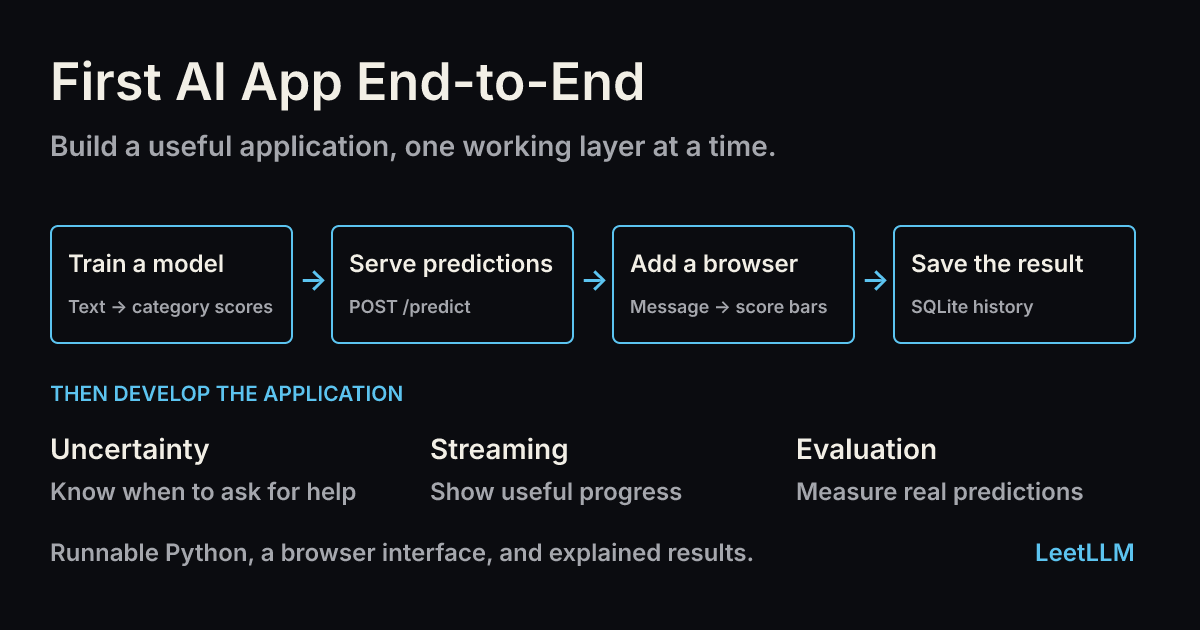 First AI App End-to-End
Build a useful application, one working layer at a time.
Train a model
Text → category scores
→
Serve predictions
POST /predict
→
Add a browser
Message → score bars
→
Save the result
SQLite history
THEN DEVELOP THE APPLICATION
Uncertainty
Know when to ask for help
Streaming
Show useful progress
Evaluation
Measure real predictions
Runnable Python, a browser interface, and explained results.
LeetLLM